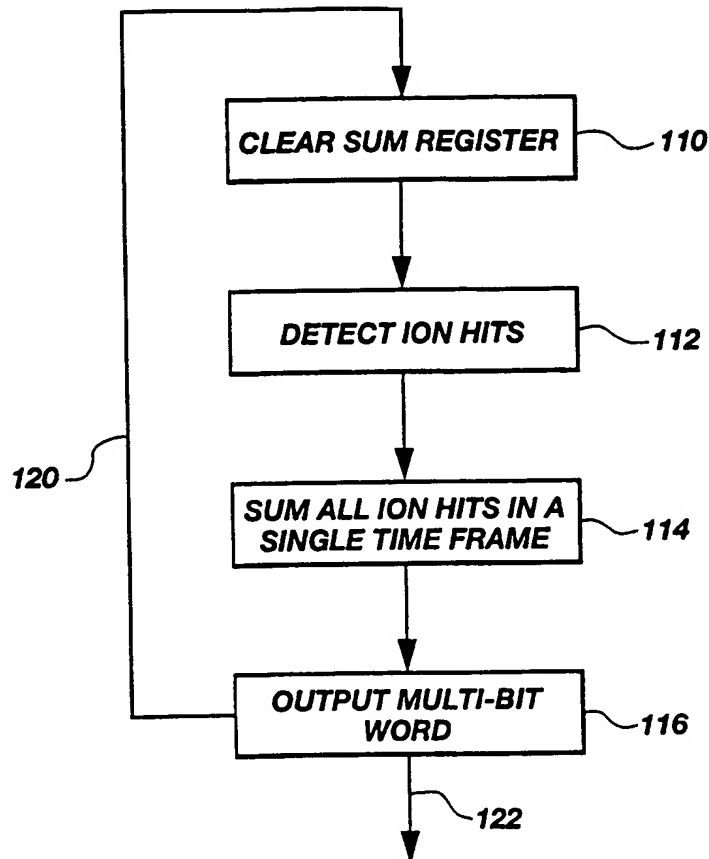 CLEAR SUM REGISTER
110
DETECT ION HITS
112
120
SUM ALL ION HITS IN A
SINGLE TIME FRAME
114
OUTPUT MULTI-BIT
WORD
116
122